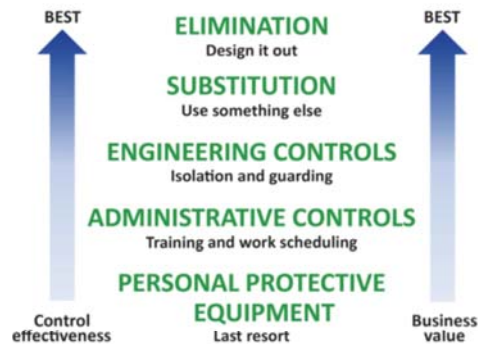 BEST
BEST
ELIMINATION
Design it out
SUBSTITUTION
Use something else
ENGINEERING CONTROLS
Isolation and guarding
ADMINISTRATIVE CONTROLS
Training and work scheduling
PERSONAL PROTECTIVE
EQUIPMENT
Last resort
Control
effectiveness
Business
value